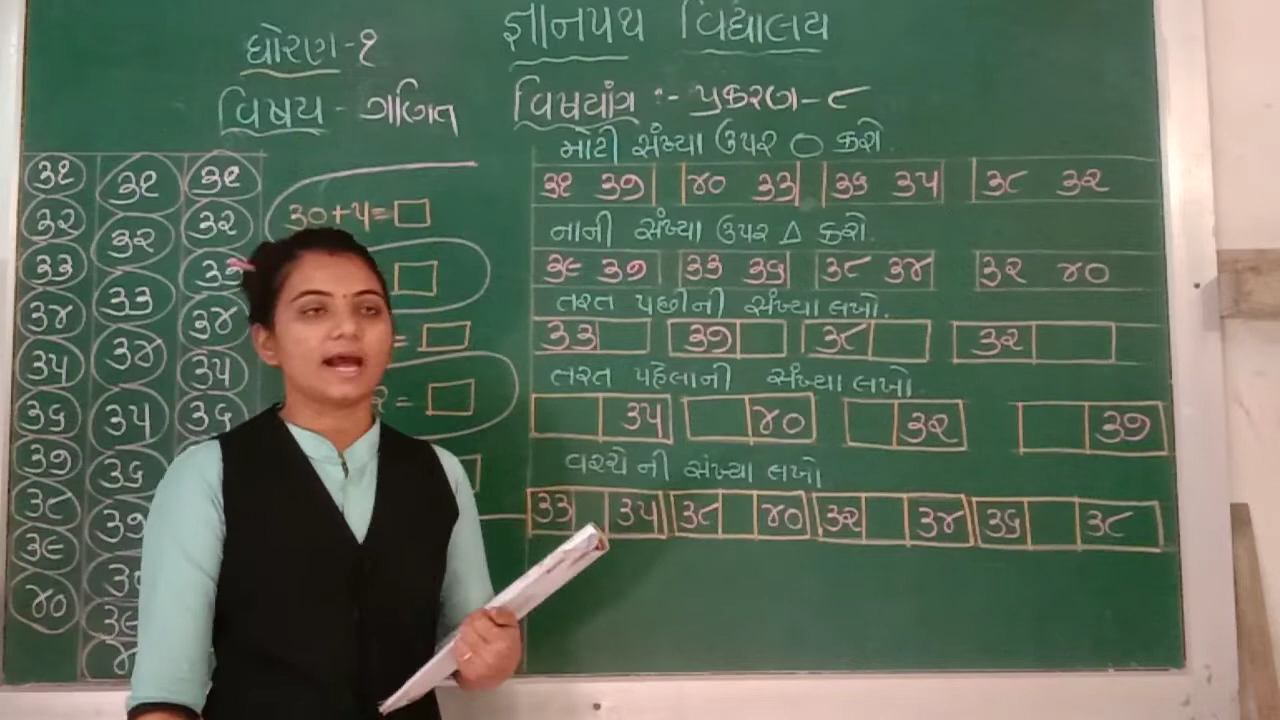 જ્ઞાનપથ વિદ્યાલય
ધોરણ-૧
વિષય - ગણિત
વિષયાંગ :- પ્રકરણ-૮
૩૧ ૩૧ ૩૧
૩૨ ૩૨ ૩૨
૩૩ ૩૩ ૩૩
૩૪ ૩૪ ૩૪
૩૫ ૩૫ ૩૫
૩૬ ૩૬ ૩૬
૩૭ ૩૭
૩૮
૩૯ ૩૯
૪૦
૩૦+૫=□
□
= □
૨ = □
મોટી સંખ્યા ઉપર ○ કરો.
૩૧ ૩૭ ૪૦ ૩૩ ૩૬ ૩૫ ૩૮ ૩૨
નાની સંખ્યા ઉપર △ કરો.
૩૯ ૩૭ ૩૩ ૩૬ ૩૮ ૩૪ ૩૨ ૪૦
તરત પછીની સંખ્યા લખો.
૩૩ ૩૭ ૩૮ ૩૨
તરત પહેલાની સંખ્યા લખો.
૩૫ ૪૦ ૩૨ ૩૭
વચ્ચેની સંખ્યા લખો
૩૩ ૩૫ ૩૮ ૪૦ ૩૨ ૩૪ ૩૬ ૩૮